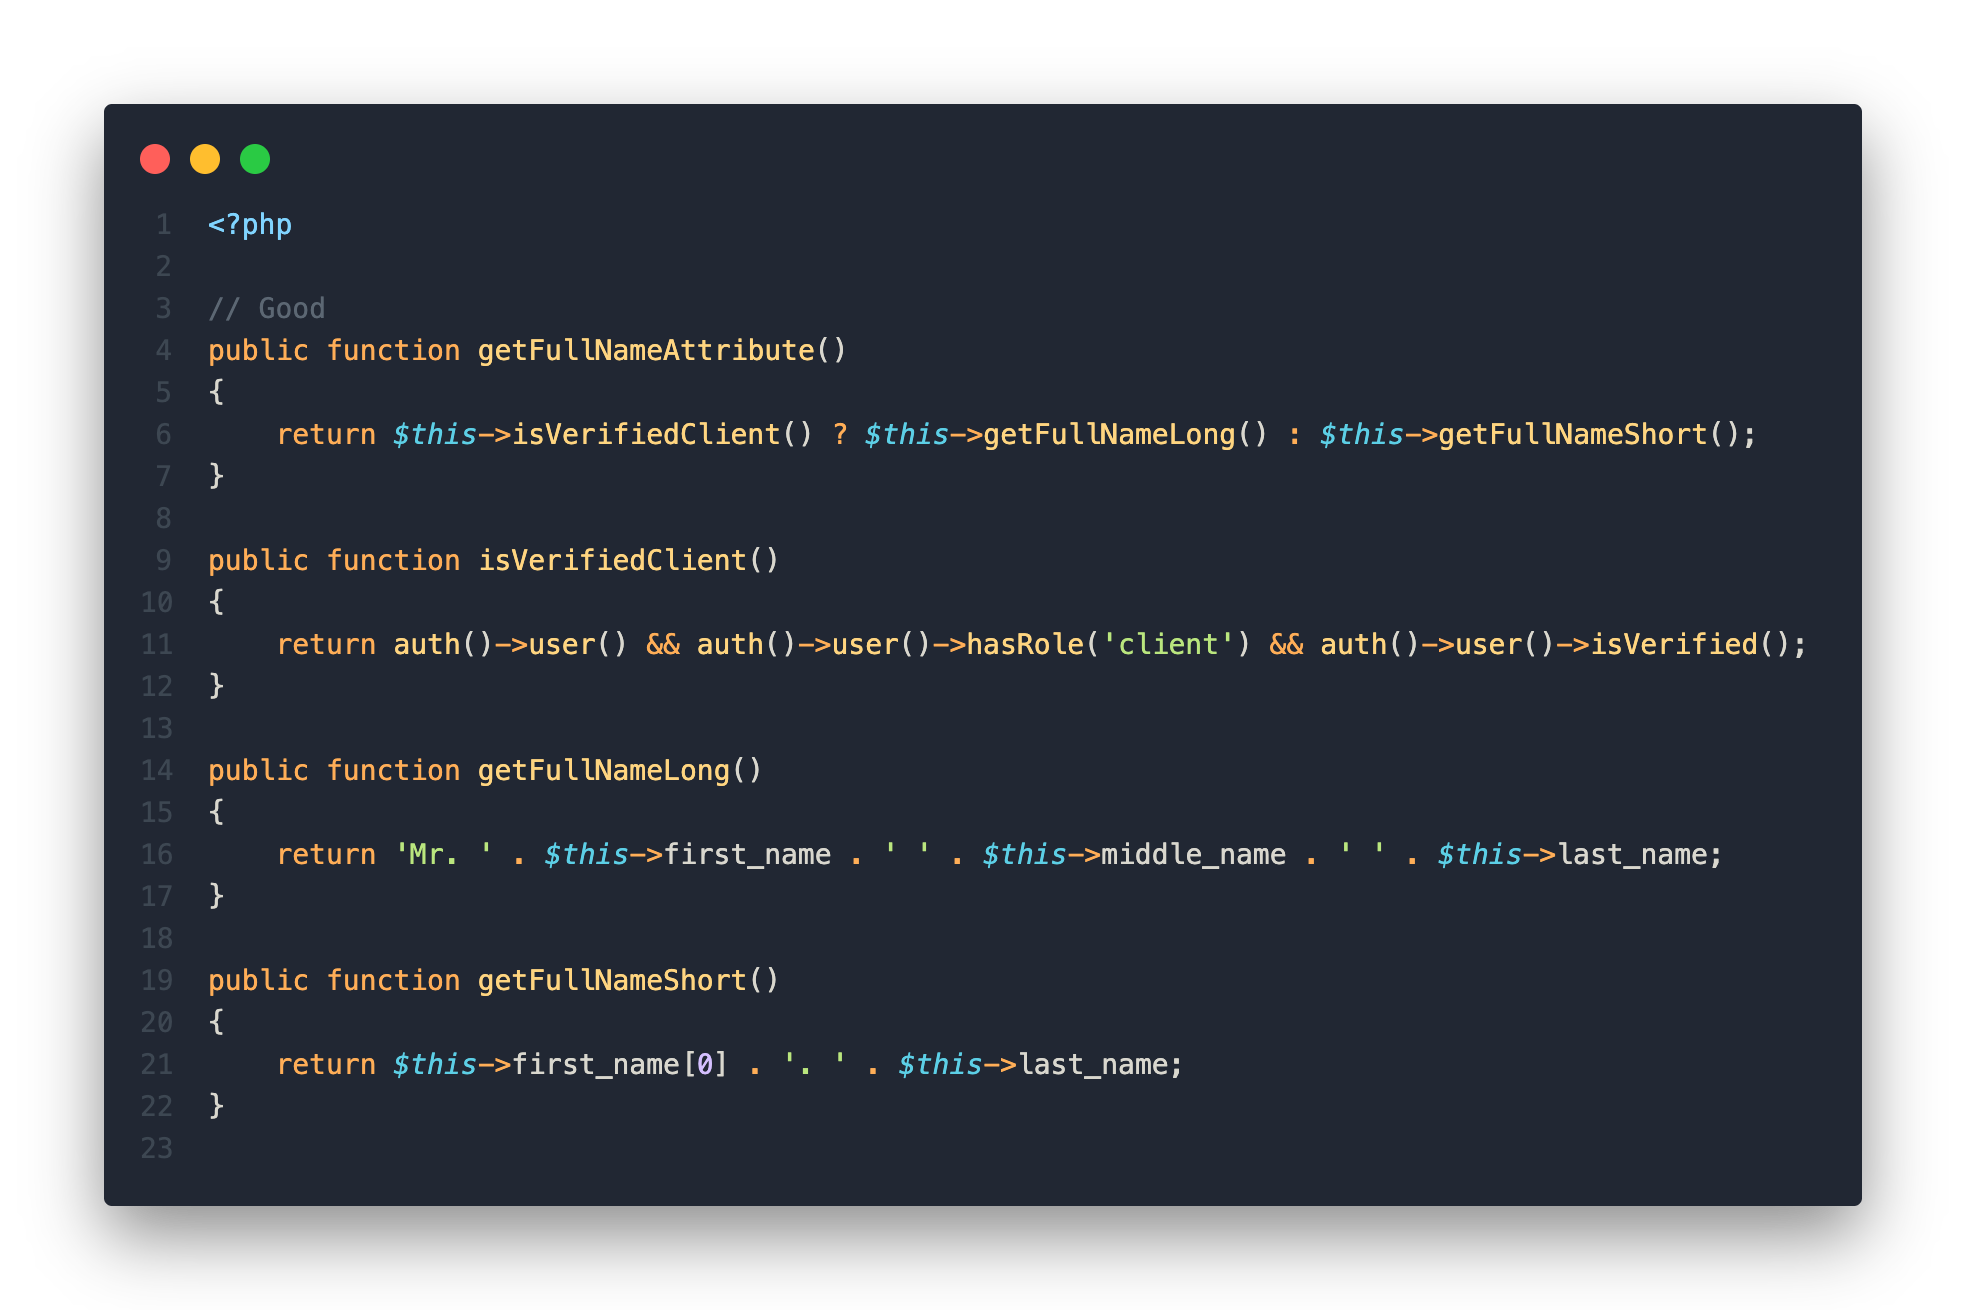 1 <?php
2
3 // Good
4 public function getFullNameAttribute()
5 {
6     return $this->isVerifiedClient() ? $this->getFullNameLong() : $this->getFullNameShort();
7 }
8
9 public function isVerifiedClient()
10 {
11     return auth()->user() && auth()->user()->hasRole('client') && auth()->user()->isVerified();
12 }
13
14 public function getFullNameLong()
15 {
16     return 'Mr. ' . $this->first_name . ' ' . $this->middle_name . ' ' . $this->last_name;
17 }
18
19 public function getFullNameShort()
20 {
21     return $this->first_name[0] . '. ' . $this->last_name;
22 }
23